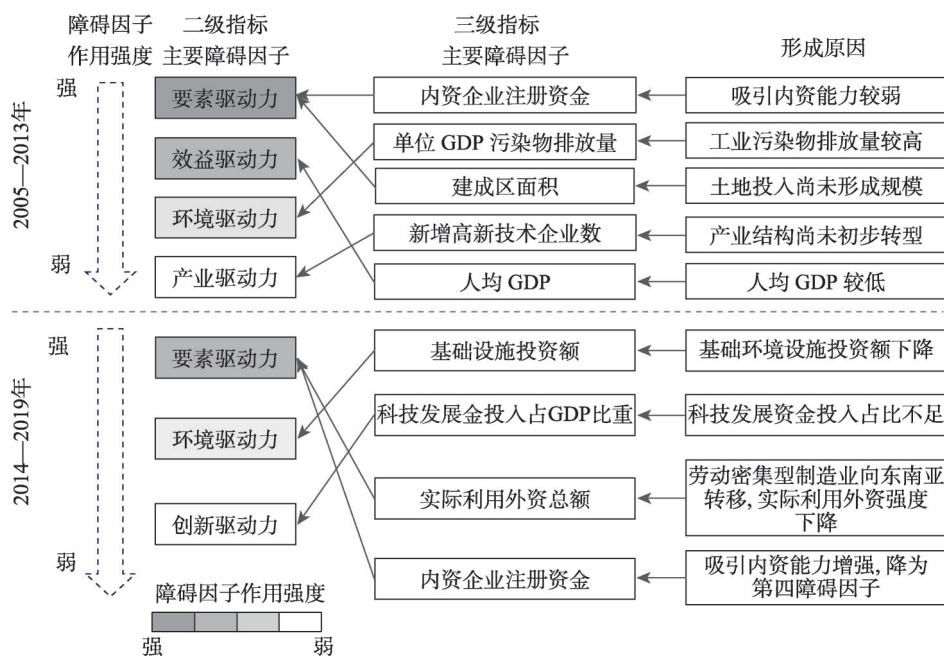 障碍因子
作用强度
二级指标
主要障碍因子
三级指标
主要障碍因子
形成原因
2005—2013年
强
弱
要素驱动力
内资企业注册资金
吸引内资能力较弱
效益驱动力
单位 GDP 污染物排放量
工业污染物排放量较高
建成区面积
土地投入尚未形成规模
环境驱动力
新增高新技术企业数
产业结构尚未初步转型
产业驱动力
人均 GDP
人均 GDP 较低
2014—2019年
强
弱
要素驱动力
基础设施投资额
基础环境设施投资额下降
环境驱动力
科技发展金投入占GDP比重
科技发展资金投入占比不足
创新驱动力
实际利用外资总额
劳动密集型制造业向东南亚
转移, 实际利用外资强度
下降
内资企业注册资金
吸引内资能力增强, 降为
第四障碍因子
障碍因子作用强度
强
弱